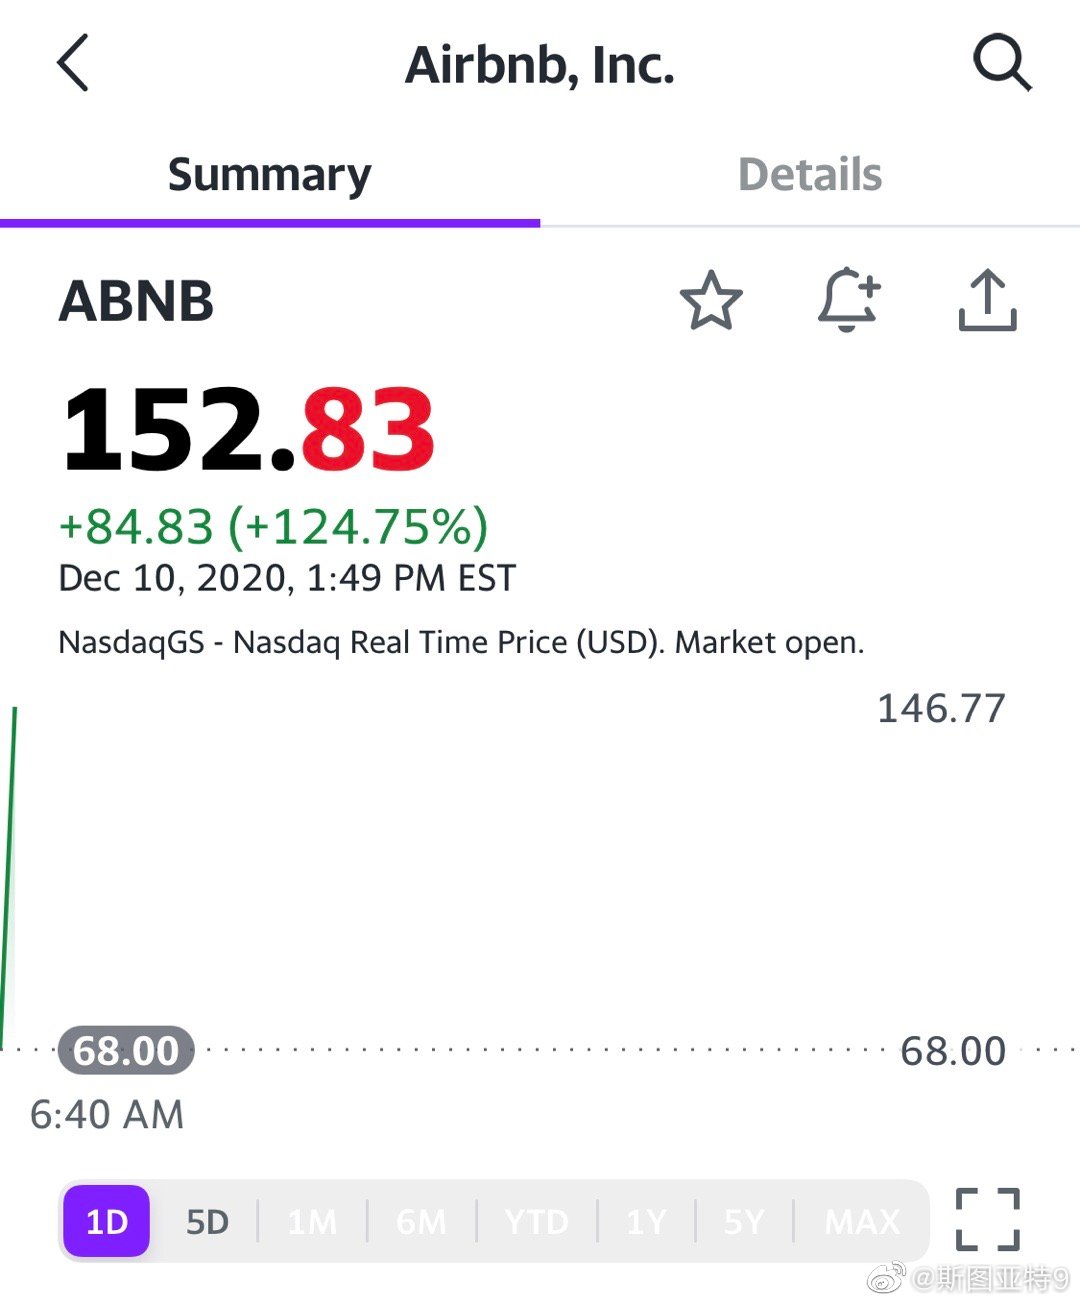 Airbnb, Inc.
Summary Details
ABNB
152.83
+84.83 (+124.75%)
Dec 10, 2020, 1:49 PM EST
NasdaqGS - Nasdaq Real Time Price (USD). Market open.
146.77
68.00 68.00
6:40 AM
1D 5D 1M 6M YTD 1Y 5Y MAX
@斯图亚特9